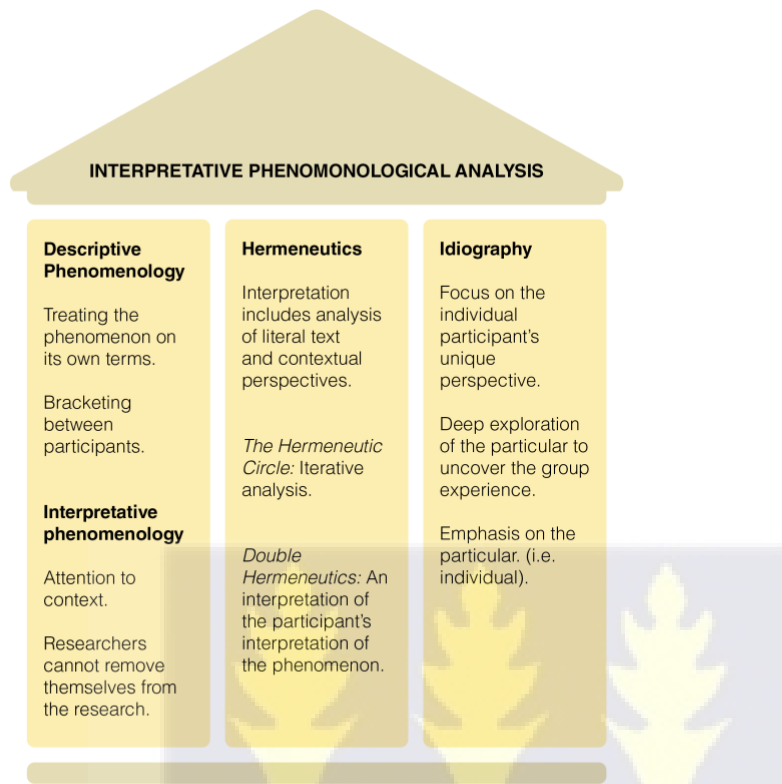 INTERPRETATIVE PHENOMONOLOGICAL ANALYSIS
Descriptive
Phenomenology
Treating the
phenomenon on
its own terms.
Bracketing
between
participants.
Interpretative
phenomenology
Attention to
context.
Researchers
cannot remove
themselves from
the research.
Hermeneutics
Interpretation
includes analysis
of literal text
and contextual
perspectives.
The Hermeneutic
Circle: Iterative
analysis.
Double
Hermeneutics: An
interpretation of
the participant's
interpretation of
the phenomenon.
Idiography
Focus on the
individual
participant's
unique
perspective.
Deep exploration
of the particular to
uncover the group
experience.
Emphasis on the
particular. (i.e.
individual).